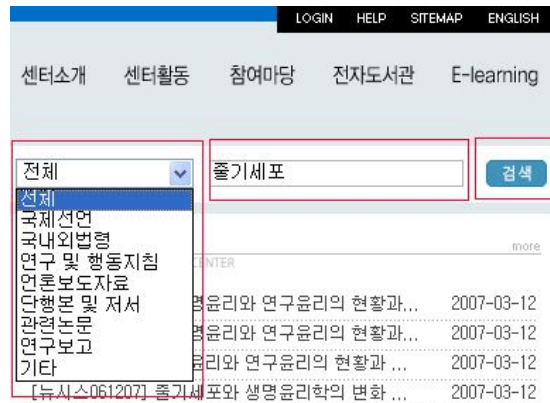 LOGIN HELP SITEMAP ENGLISH
센터소개 센터활동 참여마당 전자도서관 E-learning
전체 줄기세포 검색
전체
국제선언
국내외법령
more
연구 및 행동지침
언론보도자료
단행본 및 저서 명윤리와 연구윤리의 현황과... 2007-03-12
관련논문 명윤리와 연구윤리의 현황과... 2007-03-12
연구보고
기타 윤리와 연구윤리의 현황과 ... 2007-03-12
[뉴시스061207] 줄기세포와 생명윤리학의 변화 ... 2007-03-12